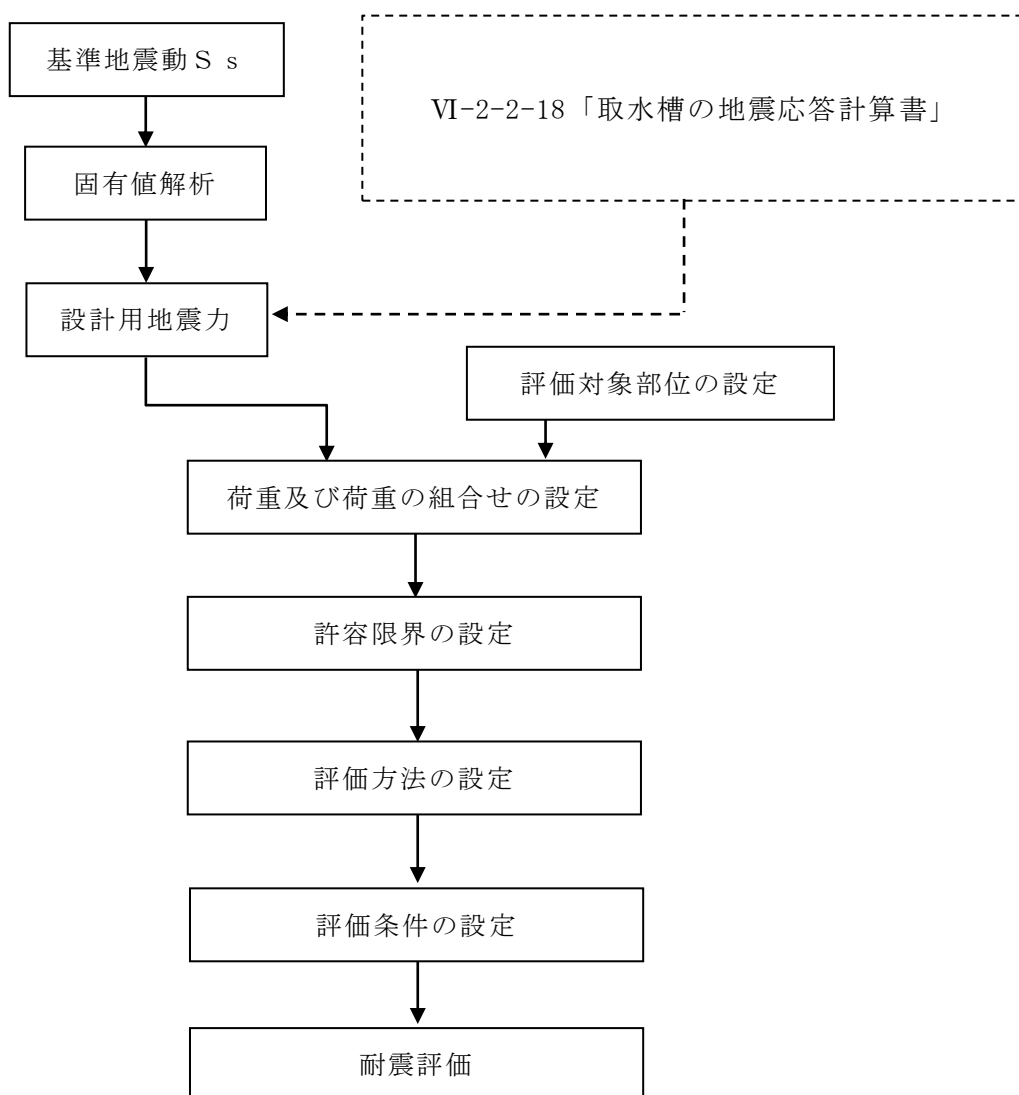 基準地震動Ｓｓ
Ⅵ-2-2-18「取水槽の地震応答計算書」
固有値解析
設計用地震力
評価対象部位の設定
荷重及び荷重の組合せの設定
許容限界の設定
評価方法の設定
評価条件の設定
耐震評価